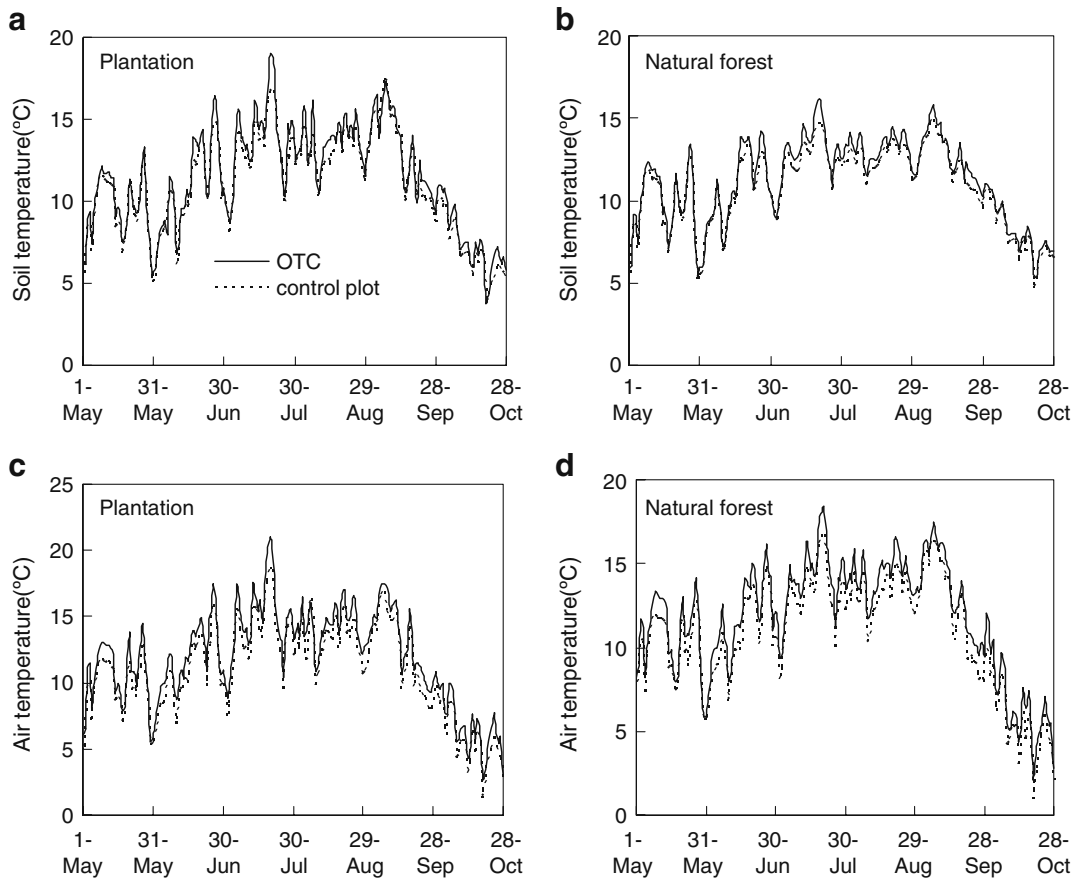 a
Plantation
Soil temperature(ºC)
20
15
10
5
0
OTC
control plot
1-
May
31-
May
30-
Jun
30-
Jul
29-
Aug
28-
Sep
28-
Oct
b
Natural forest
Soil temperature(ºC)
20
15
10
5
0
1-
May
31-
May
30-
Jun
30-
Jul
29-
Aug
28-
Sep
28-
Oct
c
Plantation
Air temperature(ºC)
25
20
15
10
5
0
1-
May
31-
May
30-
Jun
30-
Jul
29-
Aug
28-
Sep
28-
Oct
d
Natural forest
Air temperature(ºC)
20
15
10
5
0
1-
May
31-
May
30-
Jun
30-
Jul
29-
Aug
28-
Sep
28-
Oct